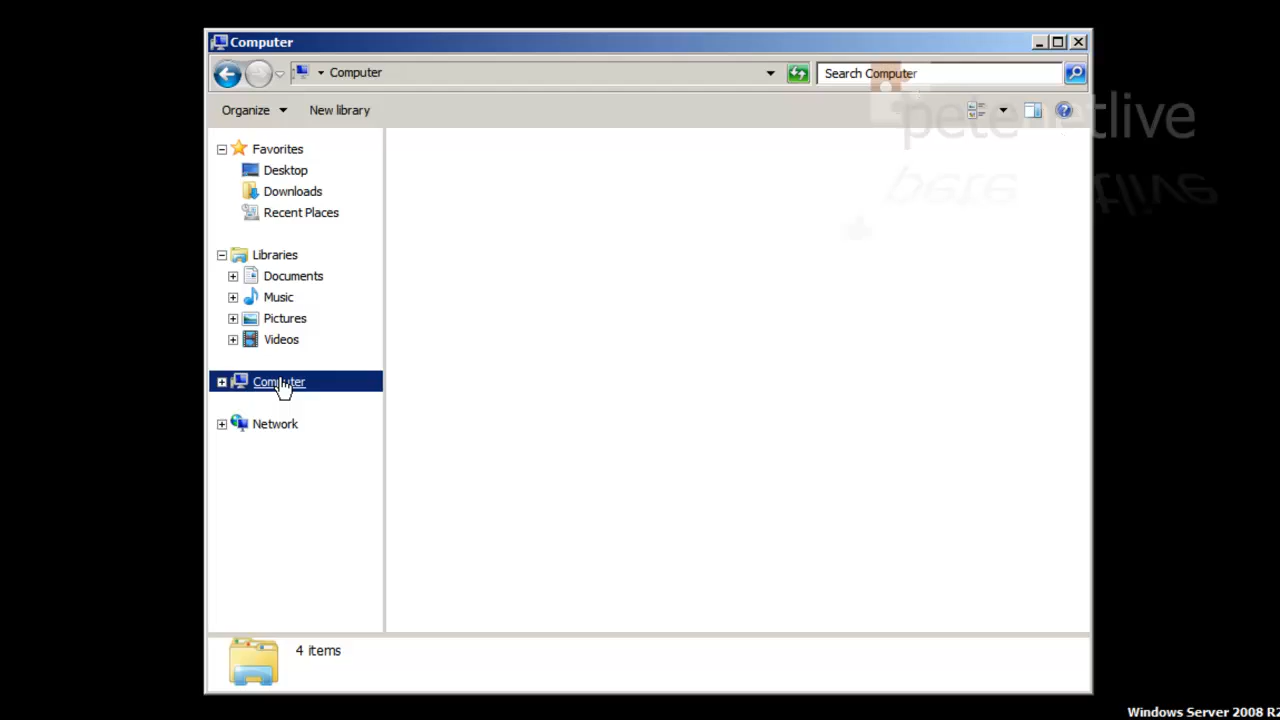 Computer
Computer
Search Computer
Organize
New library
petenetlive
Favorites
Desktop
Downloads
Recent Places
Libraries
Documents
Music
Pictures
Videos
Computer
Network
4 items
Windows Server 2008 R2